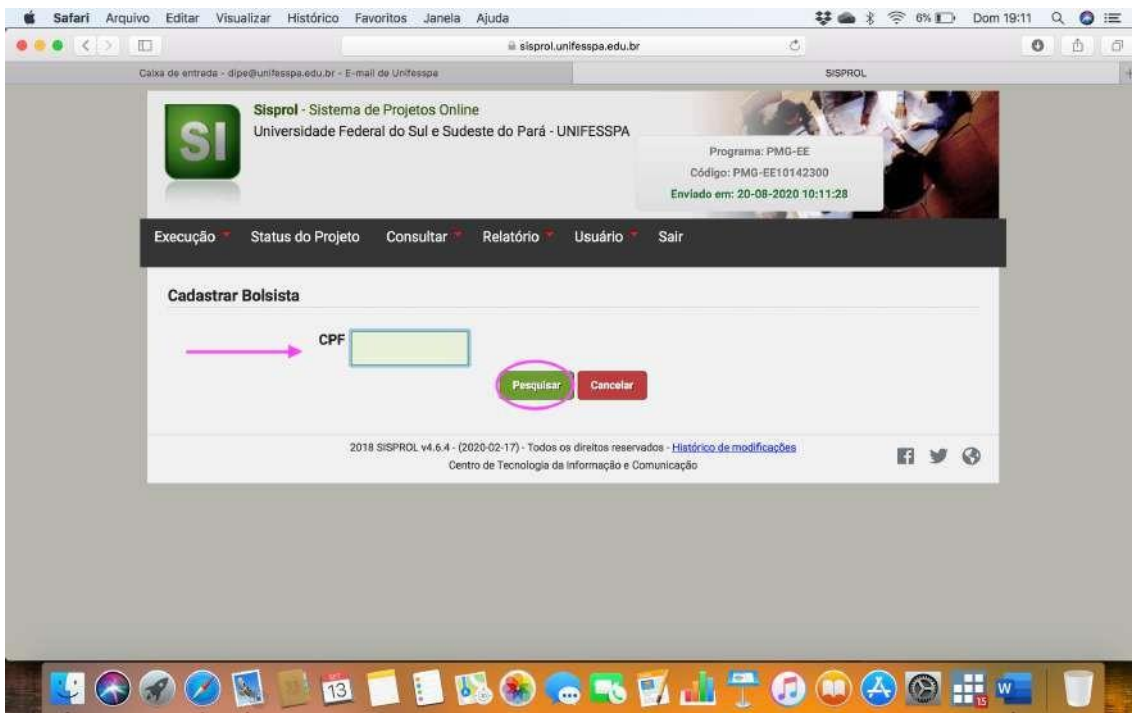 Safari Arquivo Editar Visualizar Histórico Favoritos Janela Ajuda 6% Dom 19:11
sisprol.unifesspa.edu.br
Caixa de entrada - dipe@unifesspa.edu.br - E-mail de Unifesspa SISPROL
SI
Sisprol - Sistema de Projetos Online
Universidade Federal do Sul e Sudeste do Pará - UNIFESSPA
Programa: PMG-EE
Código: PMG-EE10142300
Enviado em: 20-08-2020 10:11:28
Execução Status do Projeto Consultar Relatório Usuário Sair
Cadastrar Bolsista
CPF
Pesquisar Cancelar
2018 SISPROL v4.6.4 - (2020-02-17) - Todos os direitos reservados - Histórico de modificações
Centro de Tecnologia da Informação e Comunicação
13
15
W